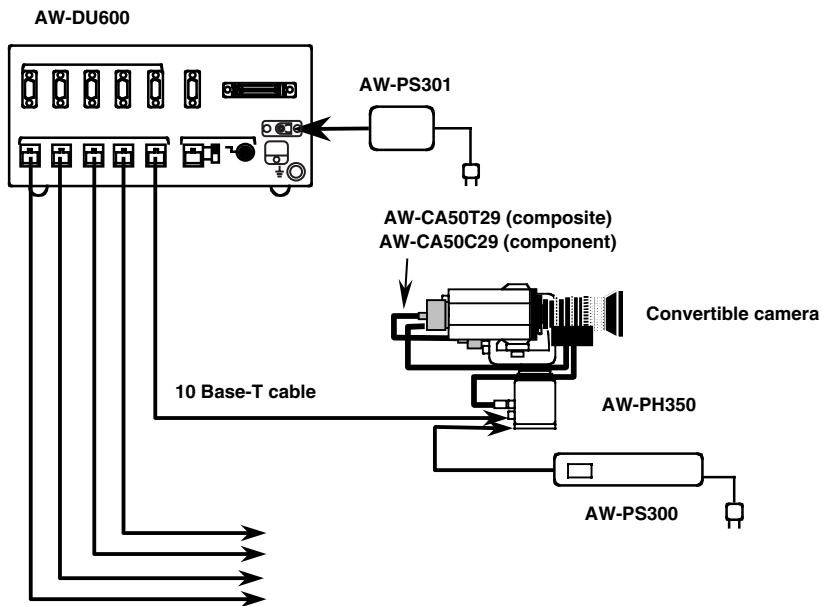 AW-DU600
AW-PS301
AW-CA50T29 (composite)
AW-CA50C29 (component)
Convertible camera
10 Base-T cable
AW-PH350
AW-PS300